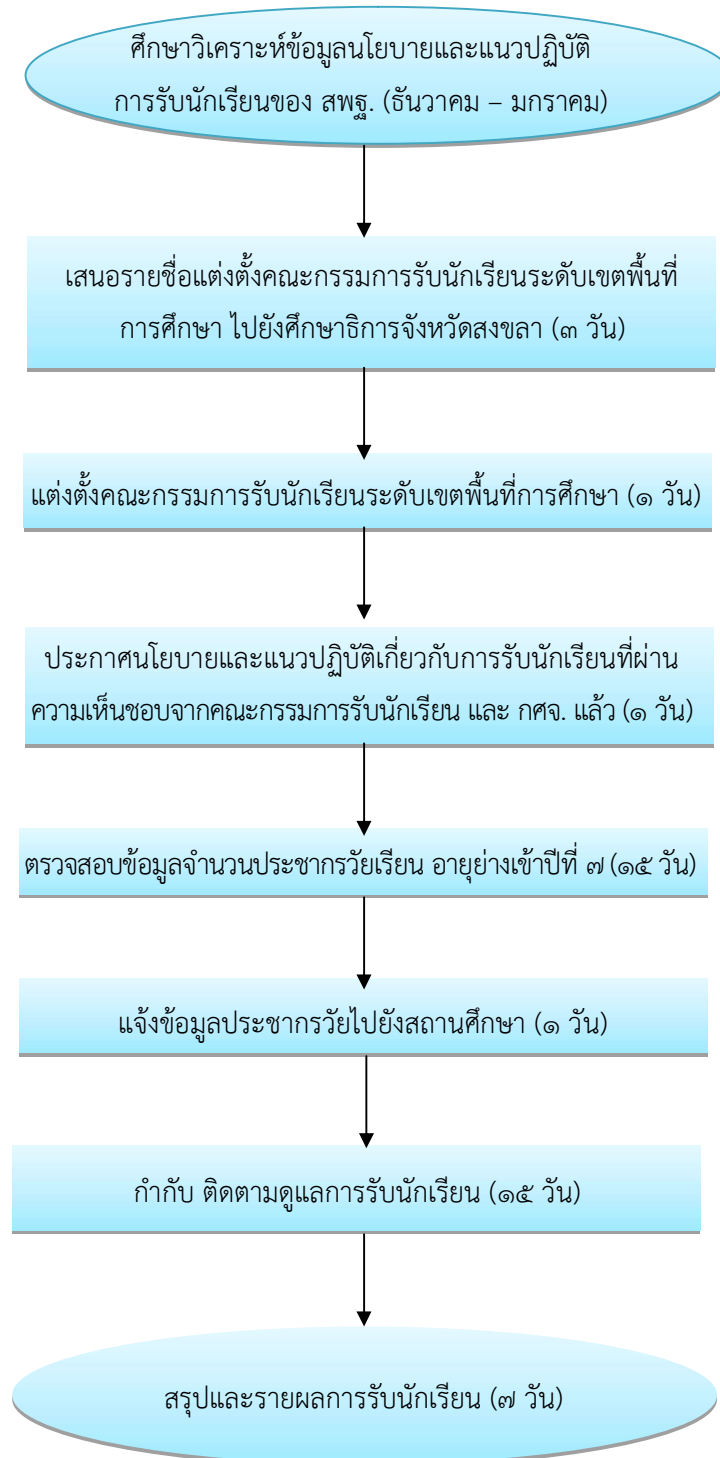 ศึกษาวิเคราะห์ข้อมูลนโยบายและแนวปฏิบัติ
การรับนักเรียนของ สพฐ. (ธันวาคม – มกราคม)
เสนอรายชื่อแต่งตั้งคณะกรรมการรับนักเรียนระดับเขตพื้นที่
การศึกษา ไปยังศึกษาธิการจังหวัดสงขลา (๓ วัน)
แต่งตั้งคณะกรรมการรับนักเรียนระดับเขตพื้นที่การศึกษา (๑ วัน)
ประกาศนโยบายและแนวปฏิบัติเกี่ยวกับการรับนักเรียนที่ผ่าน
ความเห็นชอบจากคณะกรรมการรับนักเรียน และ กศจ. แล้ว (๑ วัน)
ตรวจสอบข้อมูลจำนวนประชากรวัยเรียน อายุย่างเข้าปีที่ ๗ (๑๕ วัน)
แจ้งข้อมูลประชากรวัยไปยังสถานศึกษา (๑ วัน)
กำกับ ติดตามดูแลการรับนักเรียน (๑๕ วัน)
สรุปและรายผลการรับนักเรียน (๗ วัน)